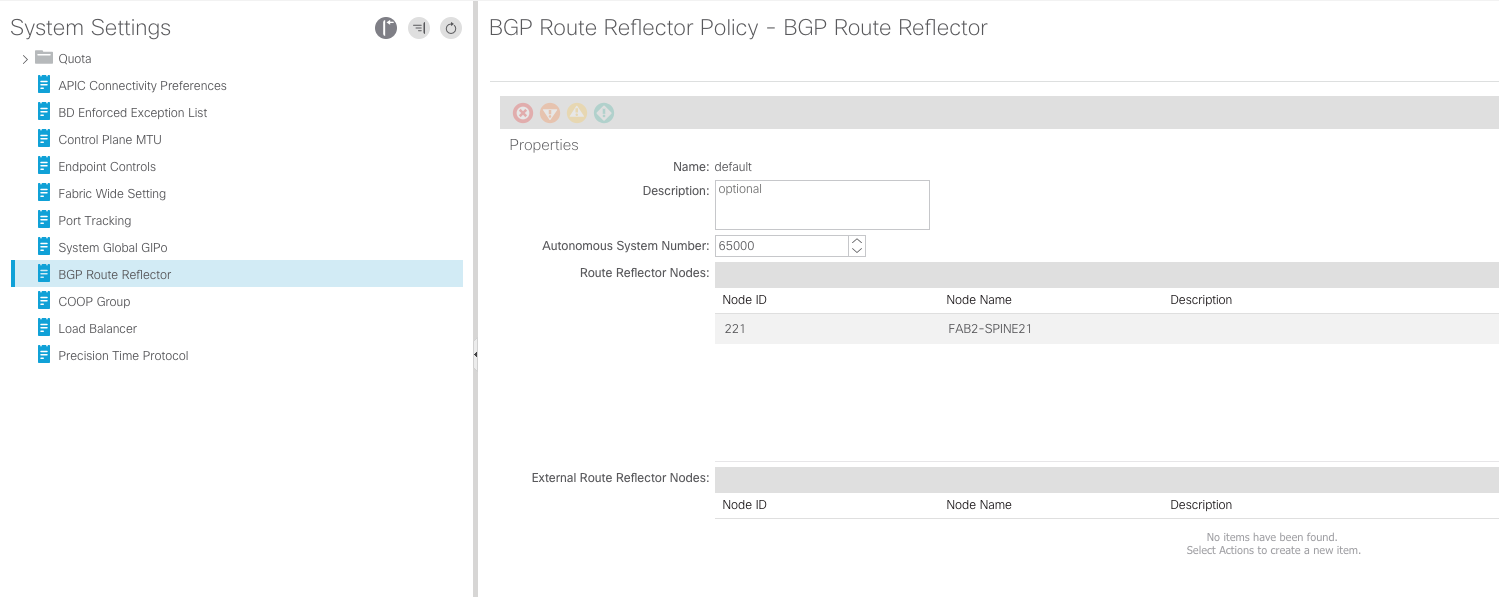 System Settings
Quota
APIC Connectivity Preferences
BD Enforced Exception List
Control Plane MTU
Endpoint Controls
Fabric Wide Setting
Port Tracking
System Global GIPo
BGP Route Reflector
COOP Group
Load Balancer
Precision Time Protocol
BGP Route Reflector Policy - BGP Route Reflector
Properties
Name: default
Description: optional
Autonomous System Number: 65000
Route Reflector Nodes:
Node ID Node Name Description
221 FAB2-SPINE21
External Route Reflector Nodes:
Node ID Node Name Description
No items have been found.
Select Actions to create a new item.